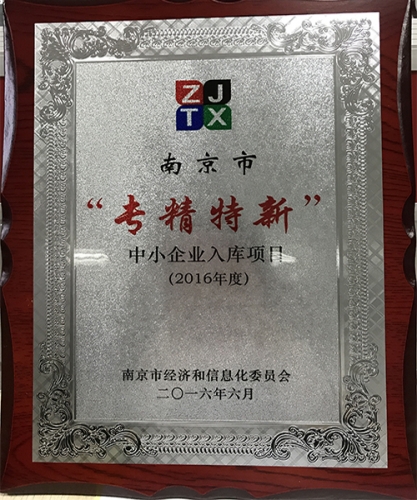 ZJ
TX
南京市
“专精特新”
中小企业入库项目
(2016年度)
南京市经济和信息化委员会
二〇一六年六月